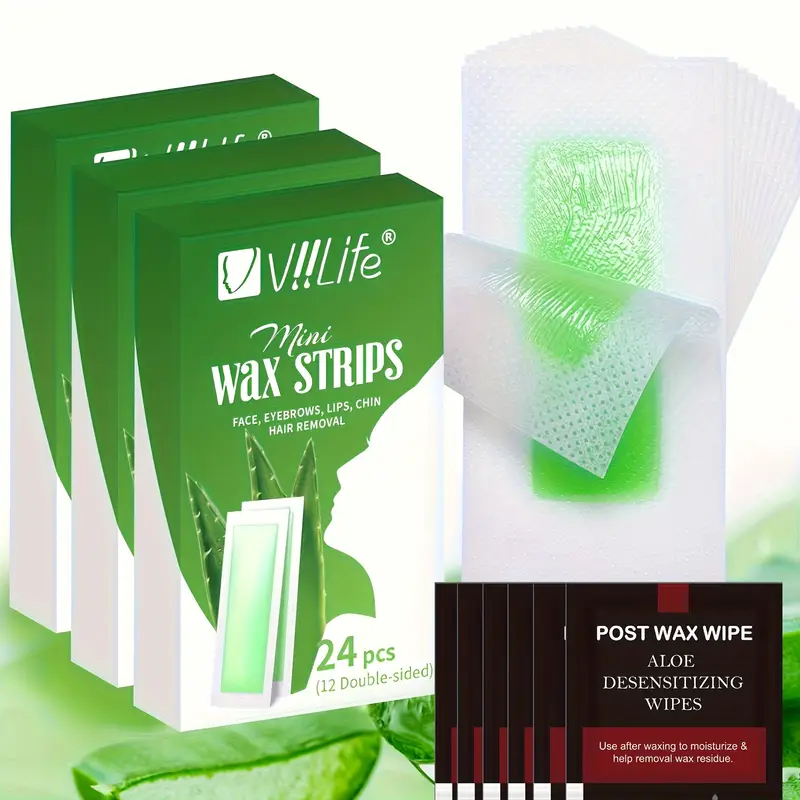 V!!Life®
Mini
WAX STRIPS
FACE, EYEBROWS, LIPS, CHIN
HAIR REMOVAL
24 pcs
(12 Double-sided)
POST WAX WIPE
ALOE
DESENSITIZING
WIPES
Use after waxing to moisturize &
help removal wax residue.